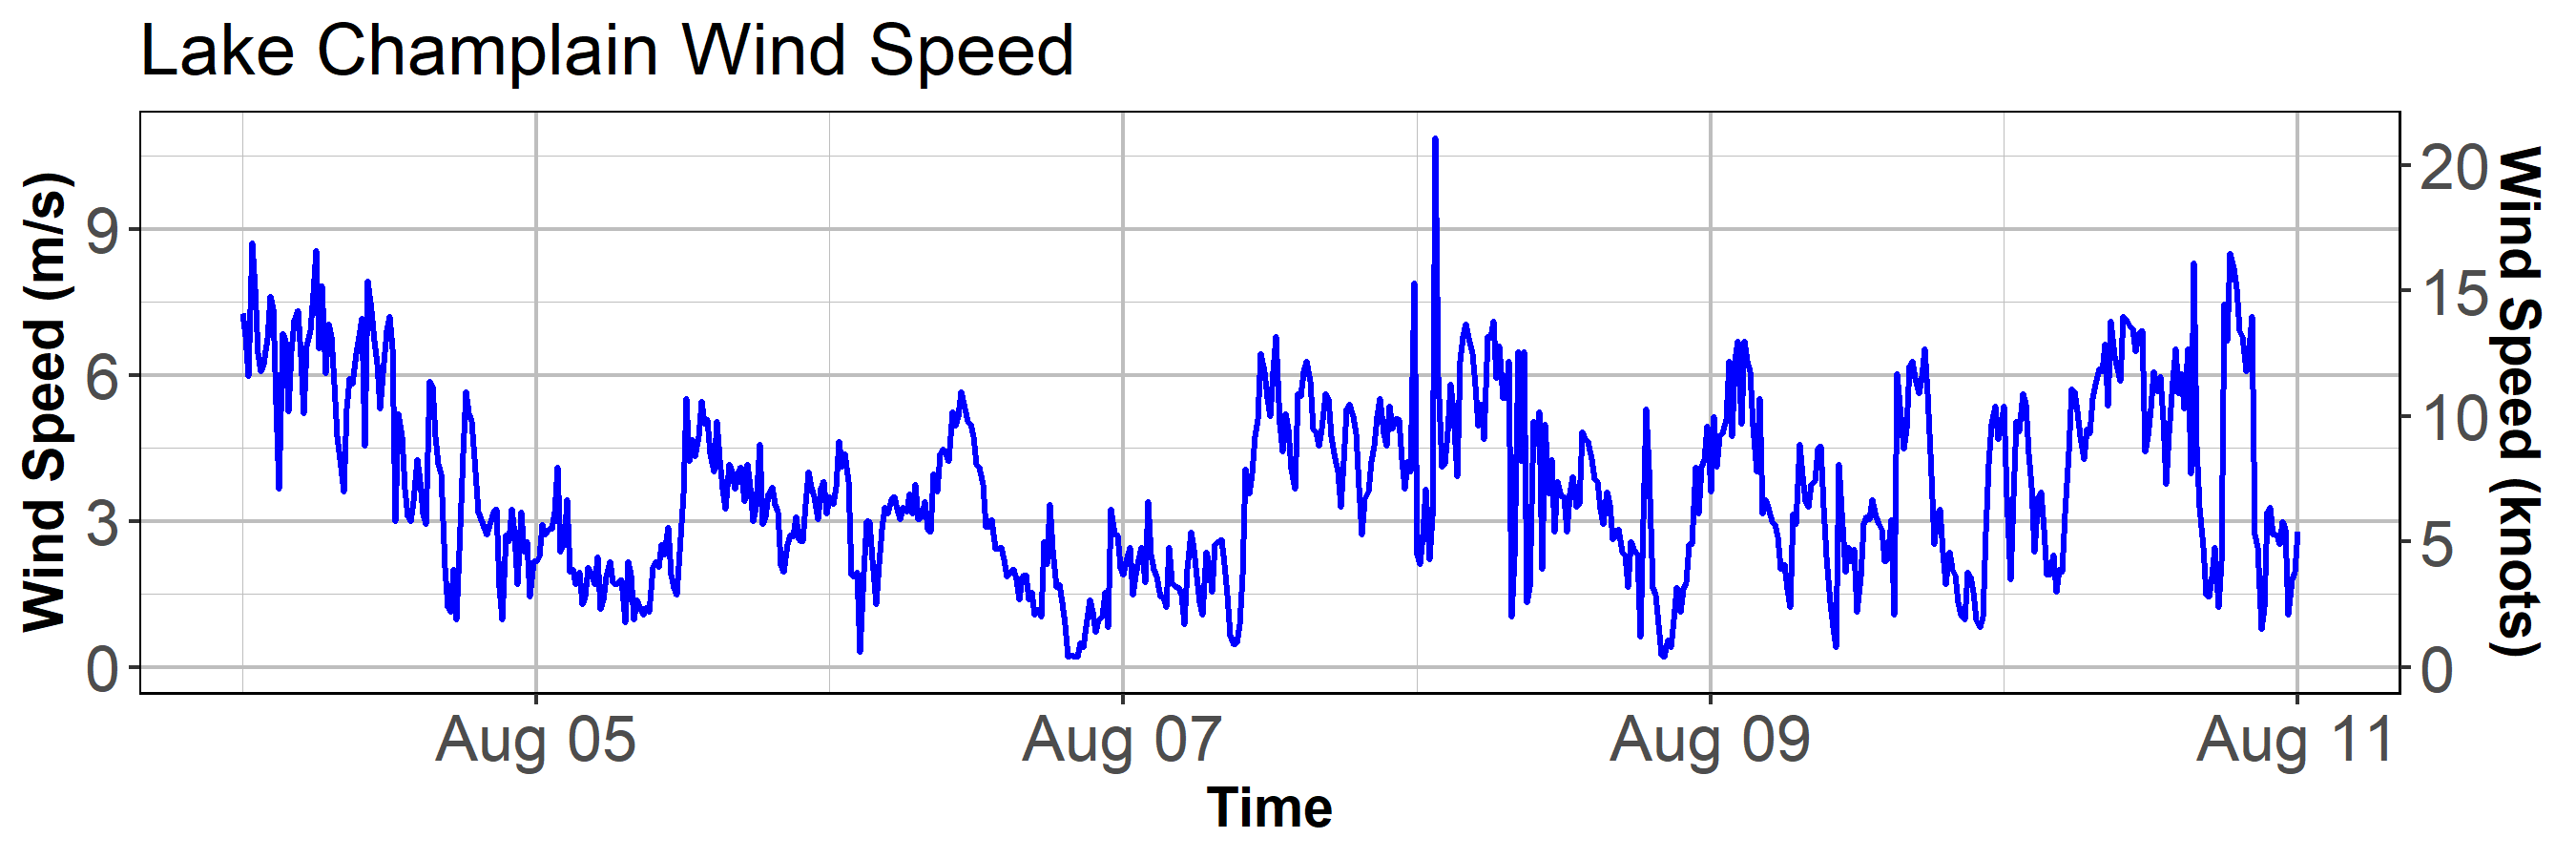 Lake Champlain Wind Speed
Wind Speed (m/s)
9
6
3
0
20
15
10
5
0
Wind Speed (knots)
Aug 05
Aug 07
Aug 09
Aug 11
Time